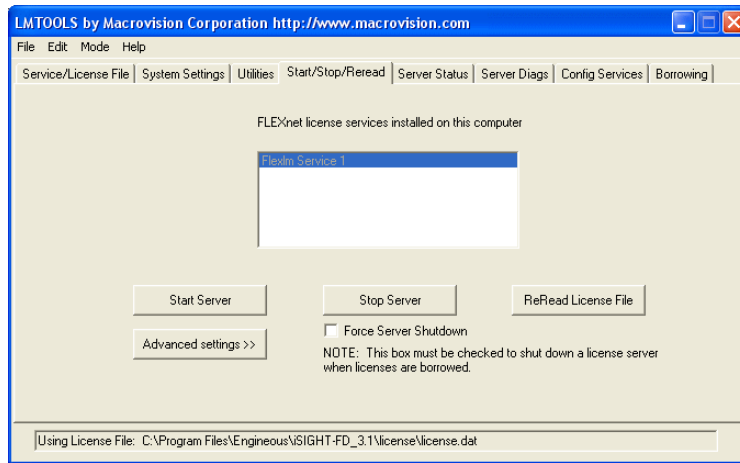 LMTOOLS by Macrovision Corporation http://www.macrovision.com
File Edit Mode Help
Service/License File System Settings Utilities Start/Stop/Reread Server Status Server Diags Config Services Borrowing
FLEXnet license services installed on this computer
Flexlm Service 1
Start Server Stop Server ReRead License File
Force Server Shutdown
Advanced settings >>
NOTE: This box must be checked to shut down a license server
when licenses are borrowed.
Using License File: C:\Program Files\Engineous\iSIGHT-FD_3.1\license\license.dat